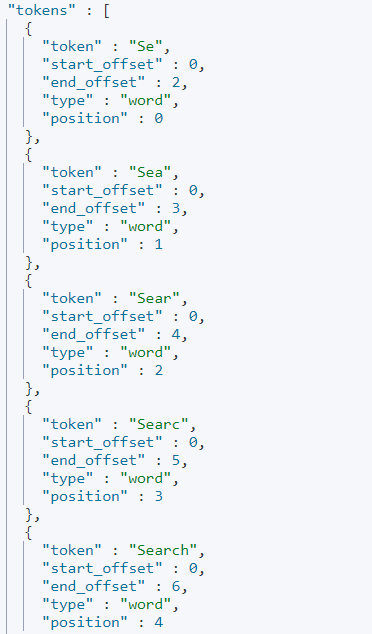 "tokens" : [
{
"token" : "Se",
"start_offset" : 0,
"end_offset" : 2,
"type" : "word",
"position" : 0
},
{
"token" : "Sea",
"start_offset" : 0,
"end_offset" : 3,
"type" : "word",
"position" : 1
},
{
"token" : "Sear",
"start_offset" : 0,
"end_offset" : 4,
"type" : "word",
"position" : 2
},
{
"token" : "Searc",
"start_offset" : 0,
"end_offset" : 5,
"type" : "word",
"position" : 3
},
{
"token" : "Search",
"start_offset" : 0,
"end_offset" : 6,
"type" : "word",
"position" : 4